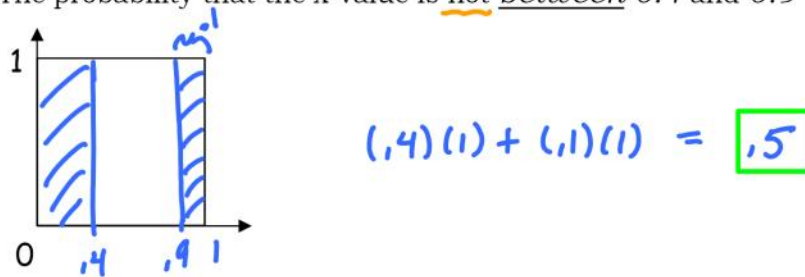 The probability that the x-value is not between 0.4 and 0.9
.1
1
(.4)(1) + (.1)(1) = .5
0 .4 .9 1